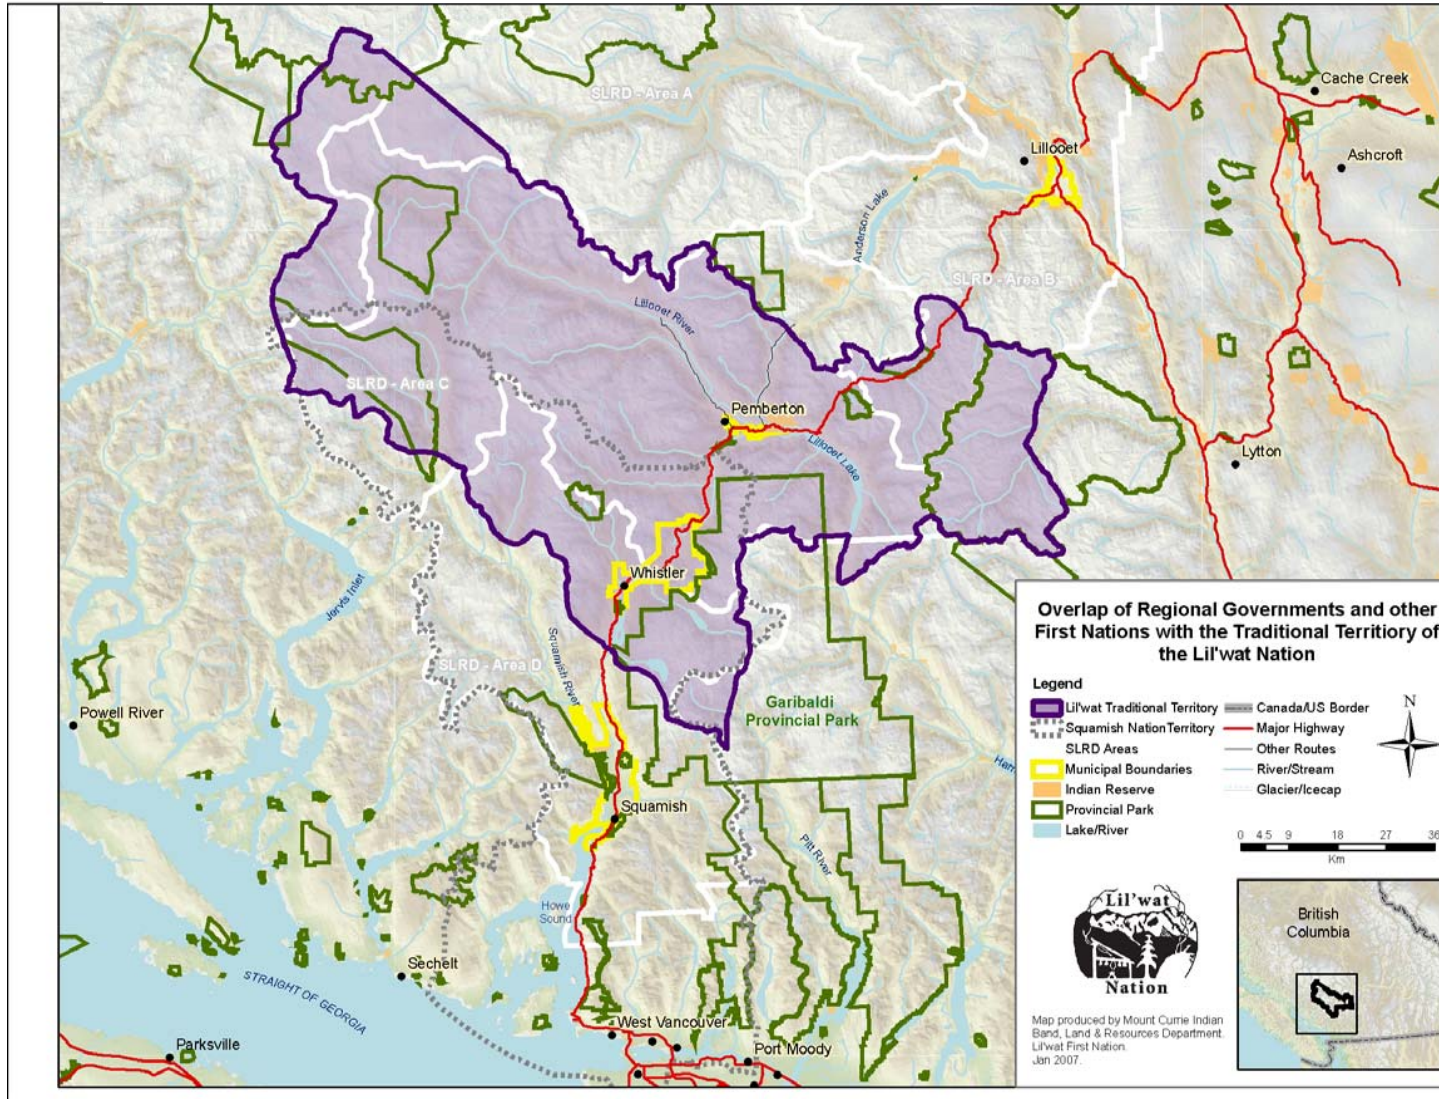 SLRD - Area A
Cache Creek
Lillooet
Ashcroft
Anderson Lake
SLRD - Area B
Lillooet River
SLRD - Area C
Pemberton
Lillooet Lake
Lytton
Whistler
Jervis Inlet
Squamish River
SLRD - Area D
Powell River
Garibaldi
Provincial Park
Squamish
Pitt River
Howe
Sound
Sechelt
STRAIGHT OF GEORGIA
West Vancouver
Port Moody
Parksville
Overlap of Regional Governments and other
First Nations with the Traditional Territory of
the Lil'wat Nation
Legend
Lil'wat Traditional Territory
Squamish Nation Territory
SLRD Areas
Municipal Boundaries
Indian Reserve
Provincial Park
Lake/River
Canada/US Border
Major Highway
Other Routes
River/Stream
Glacier/Icecap
N
0 4.5 9 18 27 36
Km
Lil'wat
Nation
British
Columbia
Map produced by Mount Currie Indian
Band, Land & Resources Department.
Lil'wat First Nation.
Jan 2007.